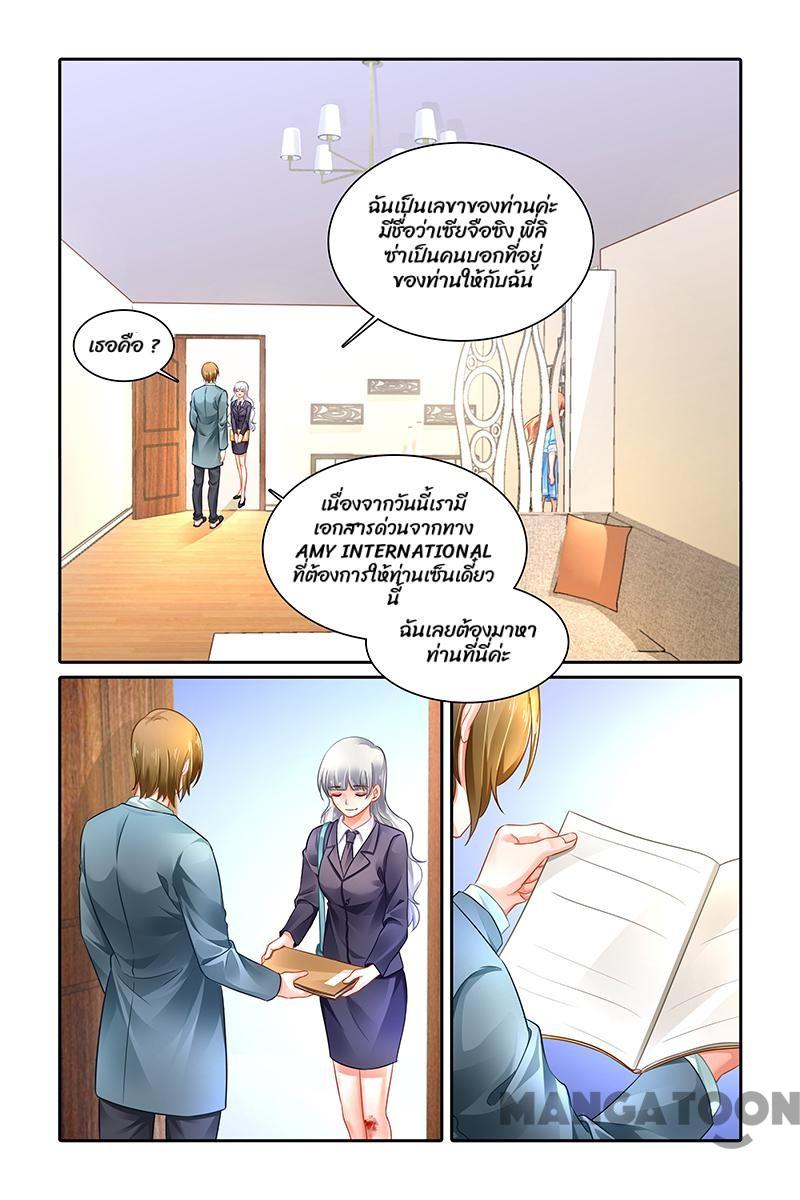 เธอคือ ?
ฉันเป็นเลขาของท่านค่ะ
มีชื่อว่าเซียจือซิง พี่ลิ
ซ่าเป็นคนบอกที่อยู่
ของท่านให้กับฉัน
เนื่องจากวันนี้เรามี
เอกสารด่วนจากทาง
AMY INTERNATIONAL
ที่ต้องการให้ท่านเซ็นเดี๋ยว
นี้
ฉันเลยต้องมาหา
ท่านที่นี่ค่ะ
MANGATOON